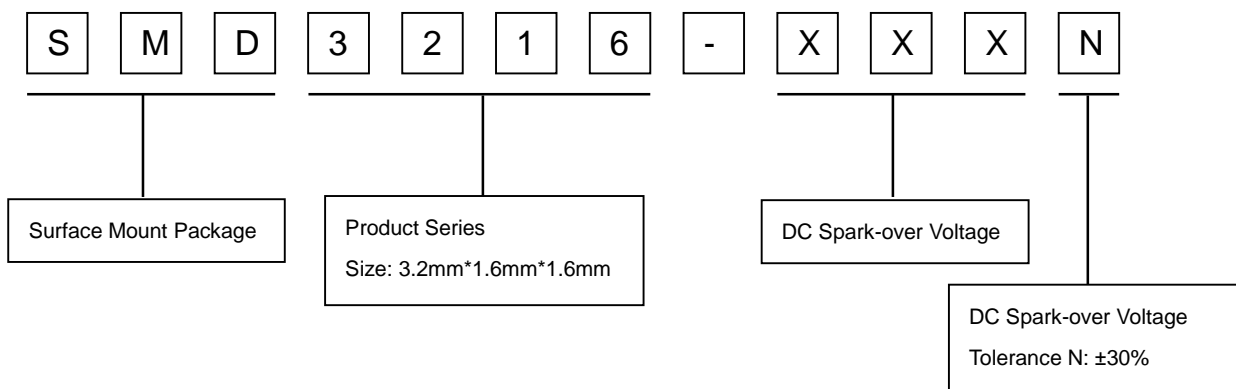 S M D 3 2 1 6 - X X X N
Surface Mount Package
Product Series
Size: 3.2mm*1.6mm*1.6mm
DC Spark-over Voltage
DC Spark-over Voltage
Tolerance N: ±30%